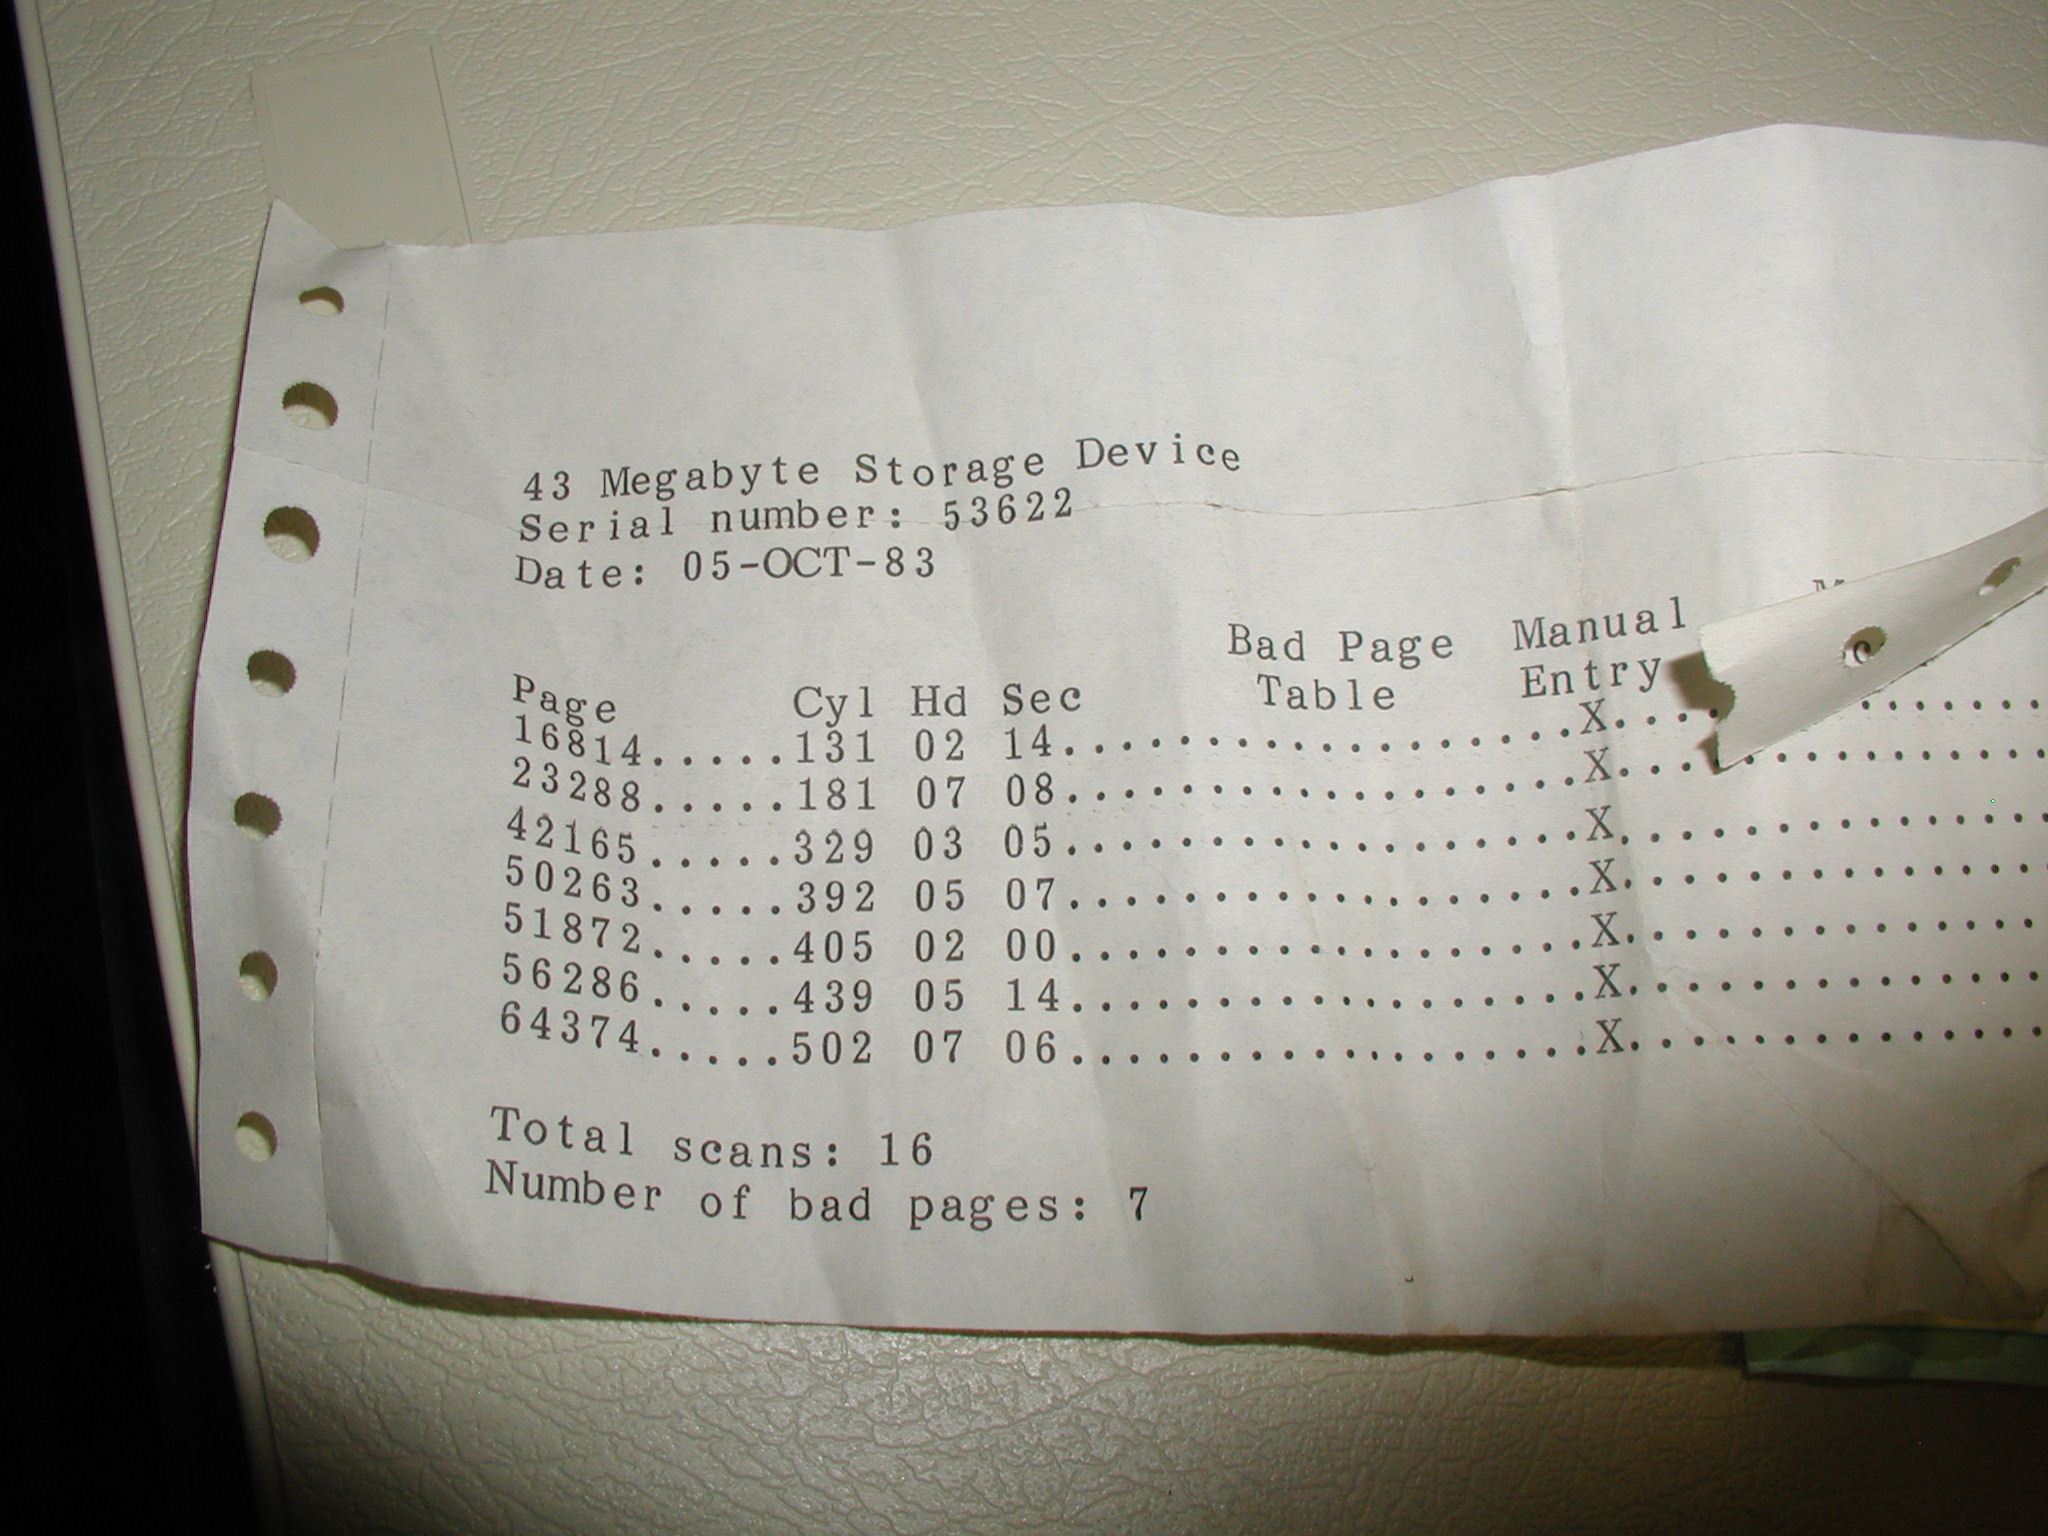 43 Megabyte Storage Device
Serial number: 53622
Date: 05-OCT-83
Bad Page Manual
Page Cyl Hd Sec Table Entry
16814.....131 02 14..................X....
23288.....181 07 08..................X....
42165.....329 03 05..................X...............
50263.....392 05 07..................X...............
51872.....405 02 00..................X...............
56286.....439 05 14..................X...............
64374.....502 07 06..................X...............
Total scans: 16
Number of bad pages: 7